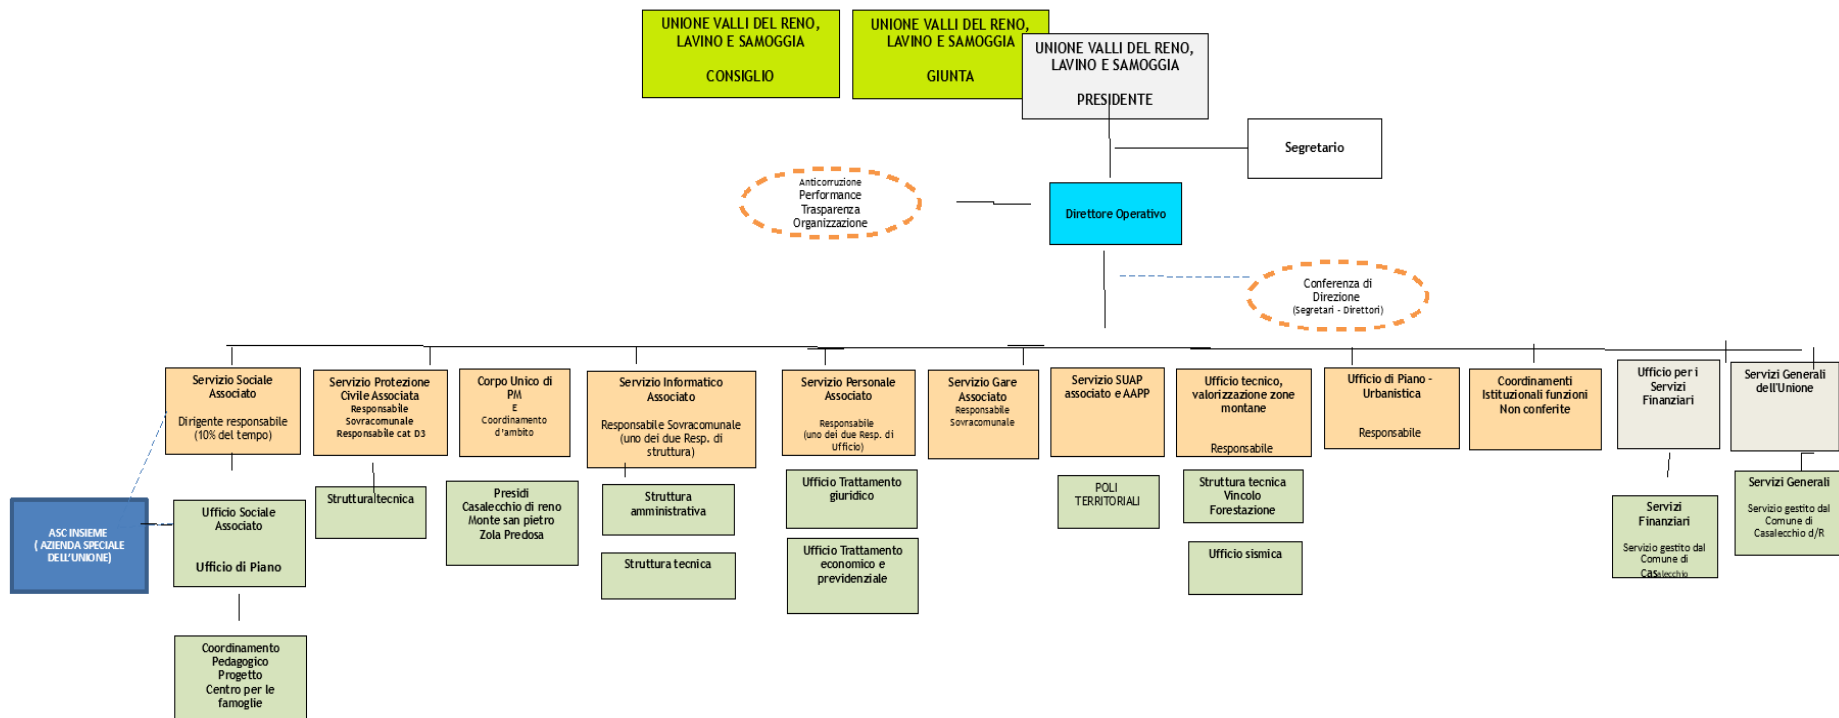 UNIONE VALLI DEL RENO,
LAVINO E SAMOGGIA
CONSIGLIO
UNIONE VALLI DEL RENO,
LAVINO E SAMOGGIA
GIUNTA
UNIONE VALLI DEL RENO,
LAVINO E SAMOGGIA
PRESIDENTE
Segretario
Anticorruzione
Performance
Trasparenza
Organizzazione
Direttore Operativo
Conferenza di
Direzione
(Segretari - Direttori)
Servizio Sociale
Associato
Dirigente responsabile
(10% del tempo)
Servizio Protezione
Civile Associata
Responsabile
Sovracomunale
Responsabile cat D3
Corpo Unico di
PM
E
Coordinamento
d'ambito
Servizio Informatico
Associato
Responsabile Sovracomunale
(uno dei due Resp. di
struttura)
Servizio Personale
Associato
Responsabile
(uno dei due Resp. di
Ufficio)
Servizio Gare
Associato
Responsabile
Sovracomunale
Servizio SUAP
associato e AAPP
Ufficio tecnico,
valorizzazione zone
montane
Responsabile
Ufficio di Piano -
Urbanistica
Responsabile
Coordinamenti
Istituzionali funzioni
Non conferite
Ufficio per i
Servizi
Finanziari
Servizi Generali
dell'Unione
ASC INSIEME
( AZIENDA SPECIALE
DELL'UNIONE)
Ufficio Sociale
Associato
Ufficio di Piano
Struttura tecnica
Presidi
Casalecchio di reno
Monte san pietro
Zola Predosa
Struttura
amministrativa
Struttura tecnica
Ufficio Trattamento
giuridico
Ufficio Trattamento
economico e
previdenziale
POLI
TERRITORIALI
Struttura tecnica
Vincolo
Forestazione
Ufficio sismica
Servizi
Finanziari
Servizio gestito dal
Comune di
Casalecchio
Servizi Generali
Servizio gestito dal
Comune di
Casalecchio d/R
Coordinamento
Pedagogico
Progetto
Centro per le
famoglie